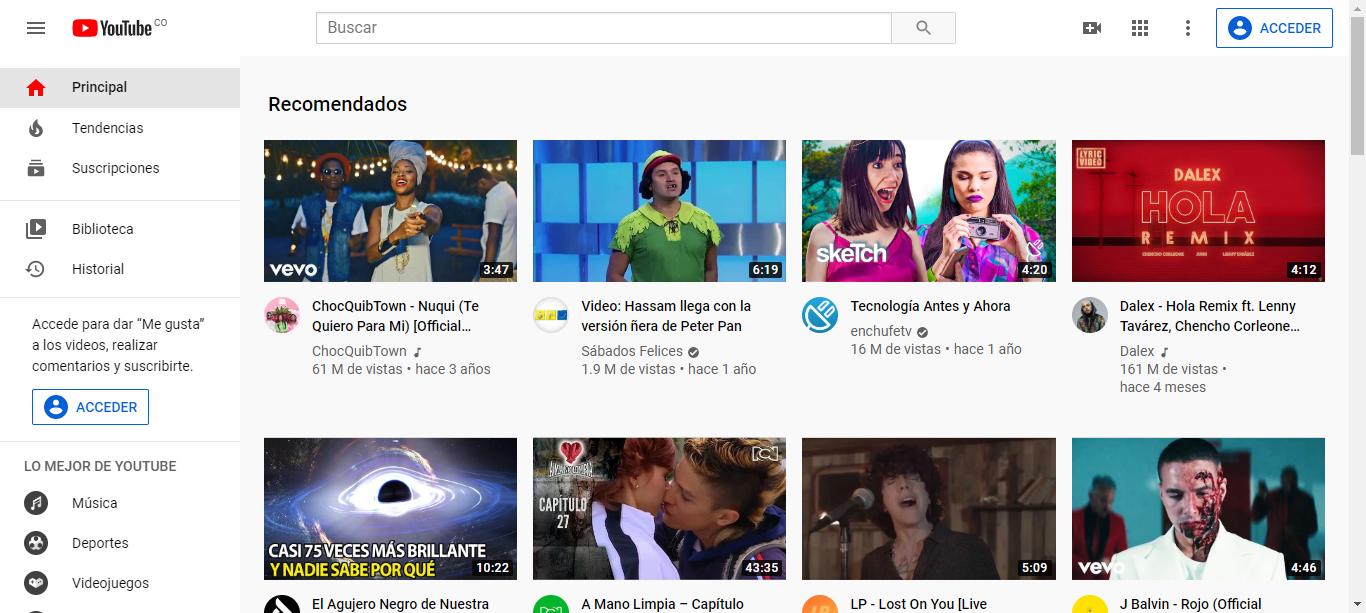 YouTube CO
Buscar
ACCEDER
Principal
Tendencias
Suscripciones
Biblioteca
Historial
Accede para dar “Me gusta”
a los videos, realizar
comentarios y suscribirte.
ACCEDER
LO MEJOR DE YOUTUBE
Música
Deportes
Videojuegos
Recomendados
vevo
3:47
ChocQuibTown - Nuqui (Te
Quiero Para Mi) [Official...
ChocQuibTown
61 M de vistas • hace 3 años
6:19
Video: Hassam llega con la
versión ñera de Peter Pan
Sábados Felices
1.9 M de vistas • hace 1 año
skeTch
4:20
Tecnología Antes y Ahora
enchufetv
16 M de vistas • hace 1 año
LYRIC
VIDEO
DALEX
HOLA
REMIX
CHENCHO CORLEONE
LENNY TAVÁREZ
4:12
Dalex - Hola Remix ft. Lenny
Tavárez, Chencho Corleone...
Dalex
161 M de vistas •
hace 4 meses
CASI 75 VECES MÁS BRILLANTE
Y NADIE SABE POR QUÉ
10:22
El Agujero Negro de Nuestra
CAPÍTULO
27
RCN
43:35
A Mano Limpia – Capítulo
5:09
LP
LP - Lost On You [Live
vevo
4:46
J Balvin - Rojo (Official